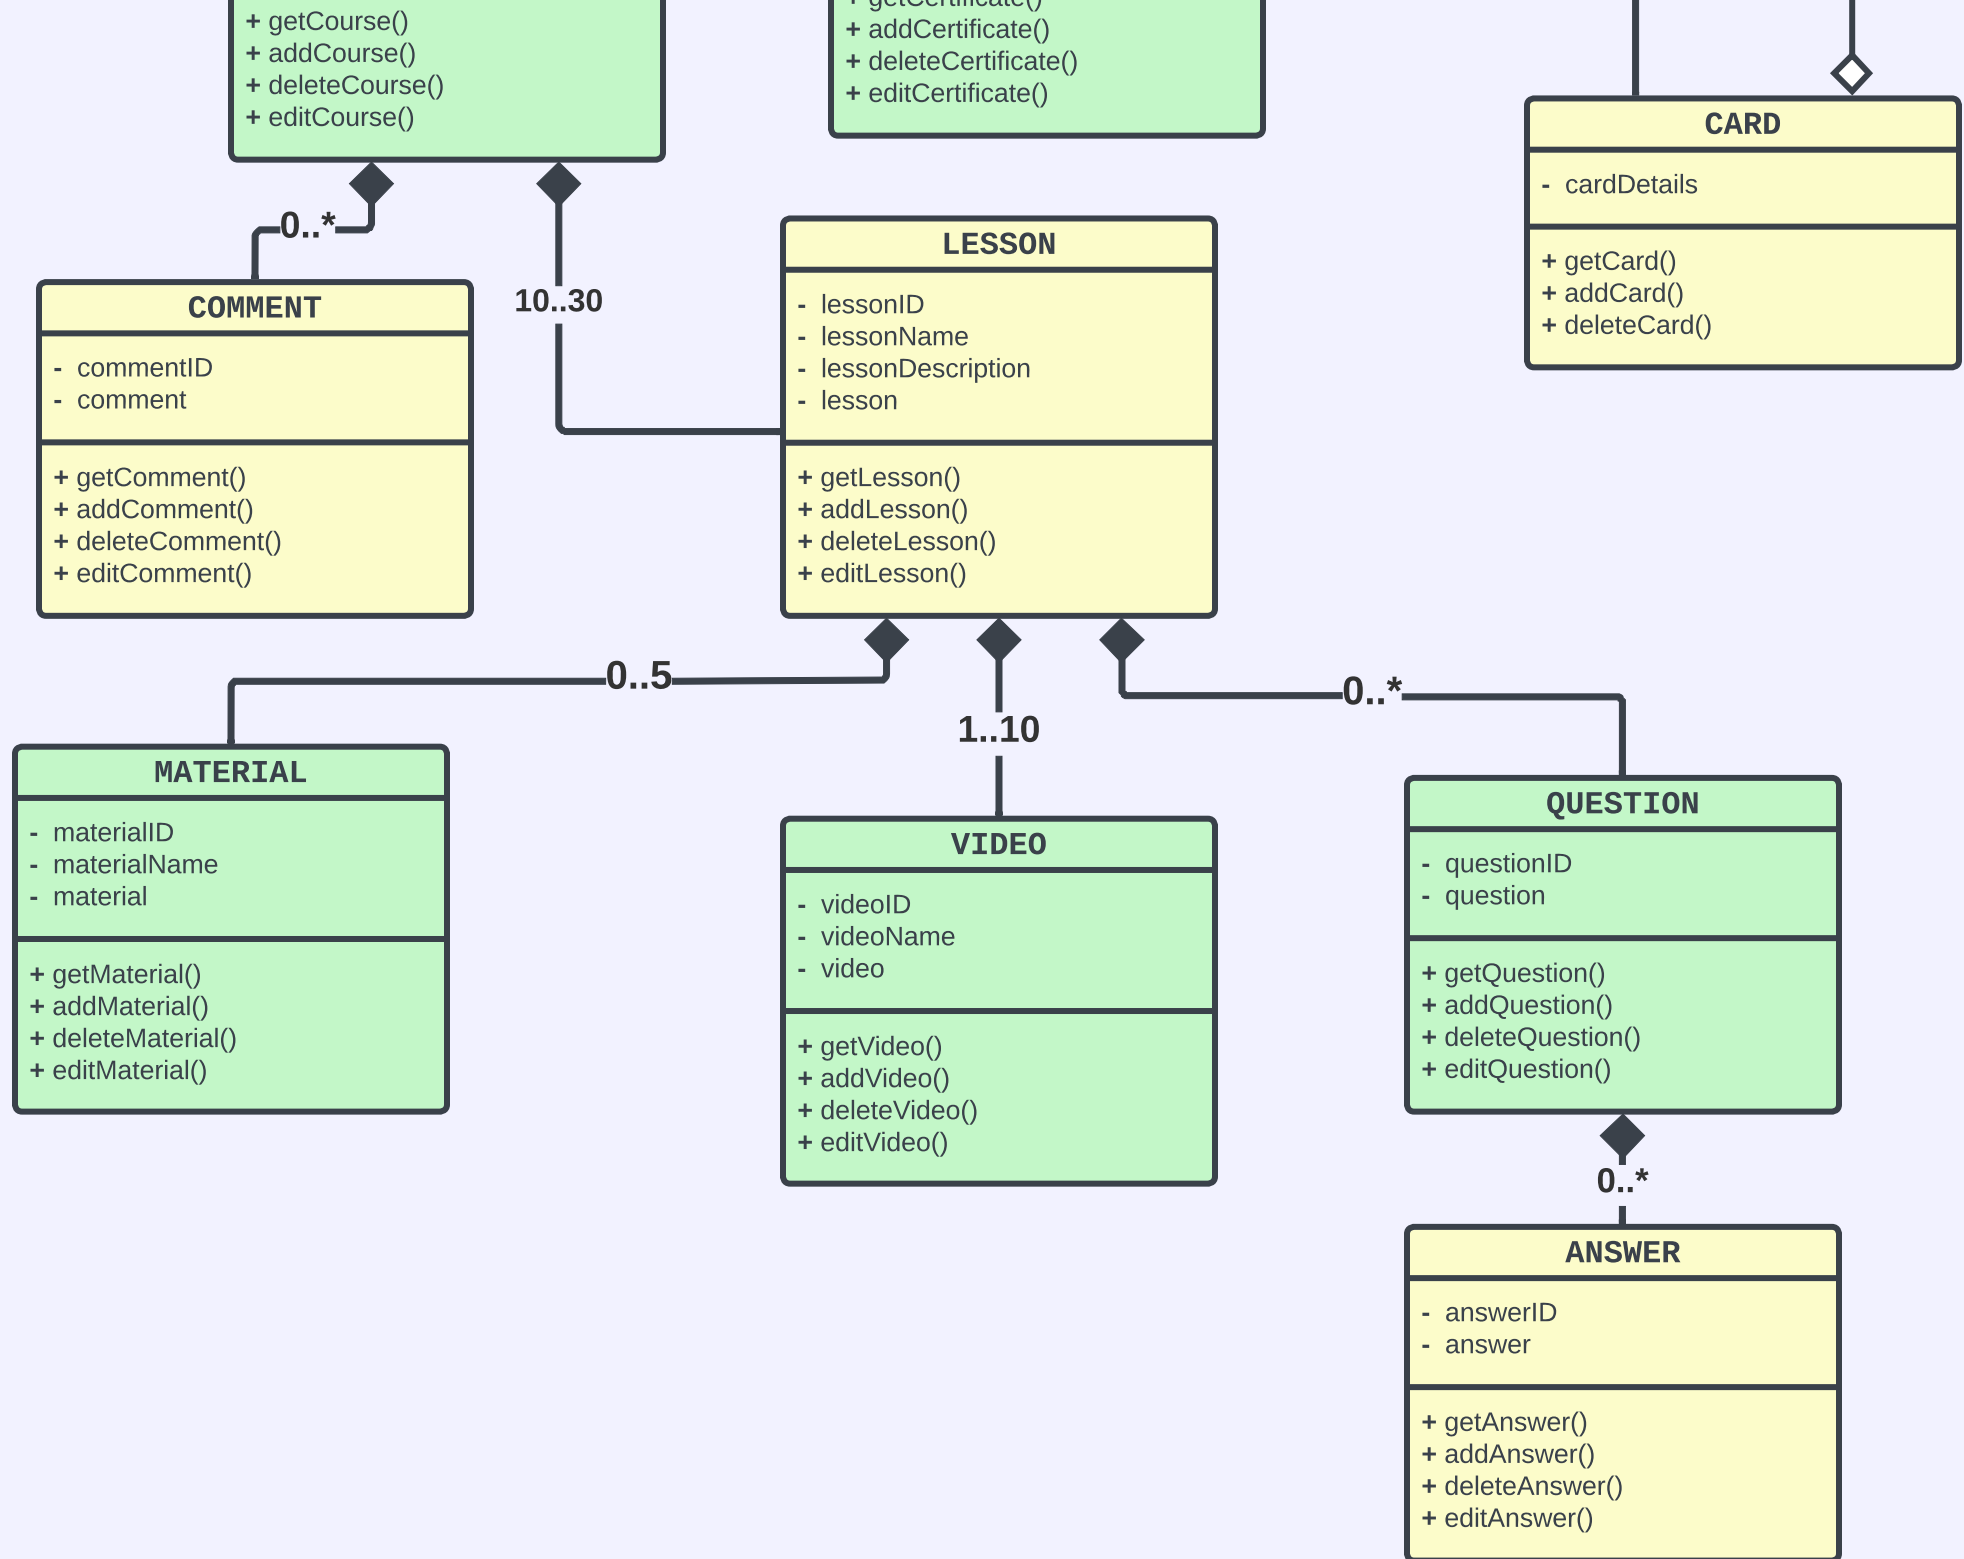 + getCourse()
+ addCourse()
+ deleteCourse()
+ editCourse()
+ getCertificate()
+ addCertificate()
+ deleteCertificate()
+ editCertificate()
CARD
- cardDetails
+ getCard()
+ addCard()
+ deleteCard()
0..*
10..30
COMMENT
- commentID
- comment
+ getComment()
+ addComment()
+ deleteComment()
+ editComment()
LESSON
- lessonID
- lessonName
- lessonDescription
- lesson
+ getLesson()
+ addLesson()
+ deleteLesson()
+ editLesson()
0..5
1..10
0..*
MATERIAL
- materialID
- materialName
- material
+ getMaterial()
+ addMaterial()
+ deleteMaterial()
+ editMaterial()
VIDEO
- videoID
- videoName
- video
+ getVideo()
+ addVideo()
+ deleteVideo()
+ editVideo()
QUESTION
- questionID
- question
+ getQuestion()
+ addQuestion()
+ deleteQuestion()
+ editQuestion()
0..*
ANSWER
- answerID
- answer
+ getAnswer()
+ addAnswer()
+ deleteAnswer()
+ editAnswer()